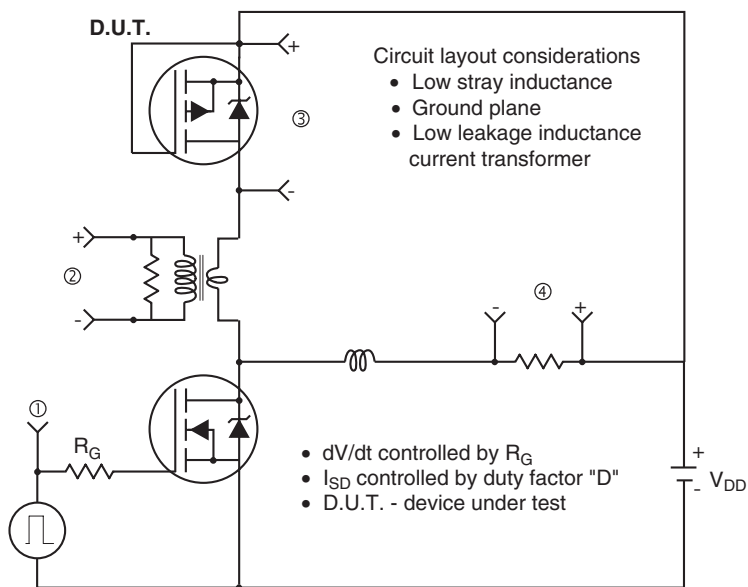 D.U.T.
+
Circuit layout considerations
• Low stray inductance
• Ground plane
• Low leakage inductance
current transformer
③
-
+
②
-
④
-
+
①
R_G
• dV/dt controlled by R_G
• I_SD controlled by duty factor "D"
• D.U.T. - device under test
+
-
V_DD